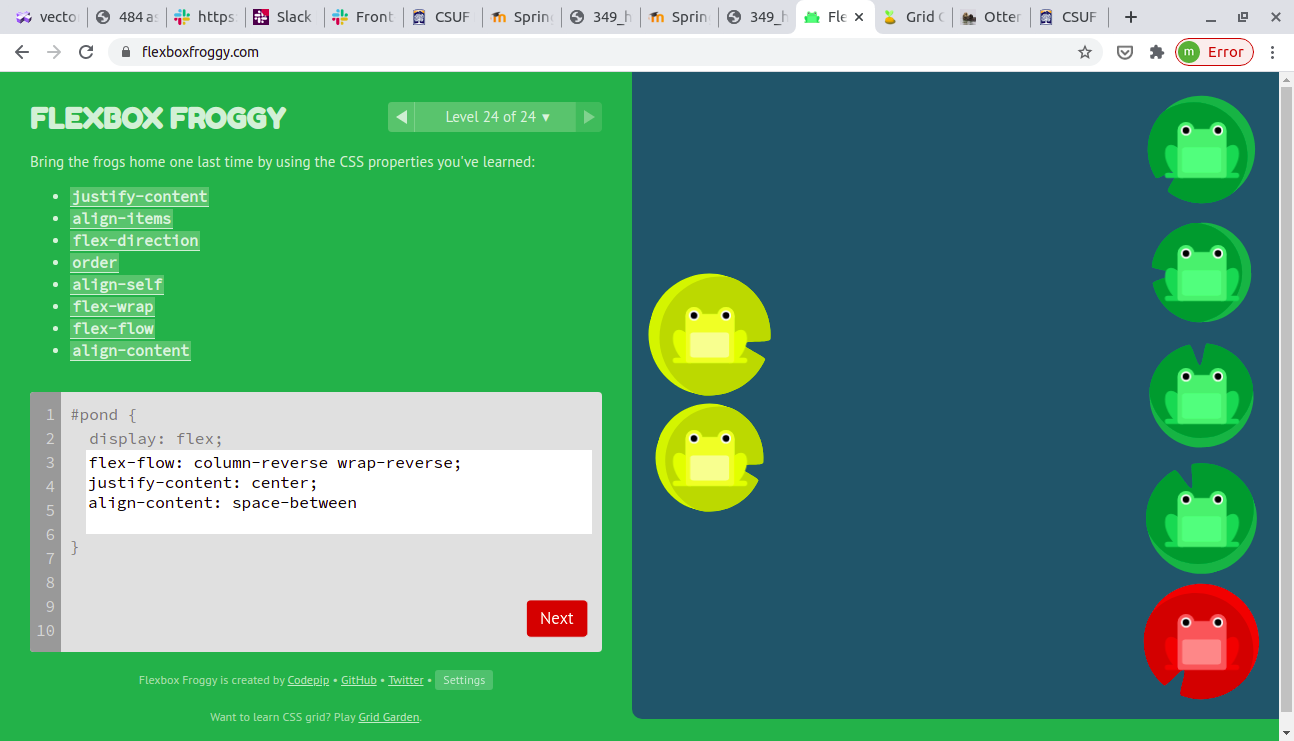 vector 484 as https Slack Front CSUF Spring 349_h Spring 349_h Fle Grid G Otter CSUF
flexboxfroggy.com
m Error
FLEXBOX FROGGY
◀ Level 24 of 24 ▼ ▶
Bring the frogs home one last time by using the CSS properties you've learned:
• justify-content
• align-items
• flex-direction
• order
• align-self
• flex-wrap
• flex-flow
• align-content
1 #pond {
2 display: flex;
3 flex-flow: column-reverse wrap-reverse;
4 justify-content: center;
5 align-content: space-between
6
7 }
8
9
10
Next
Flexbox Froggy is created by Codepip • GitHub • Twitter • Settings
Want to learn CSS grid? Play Grid Garden.